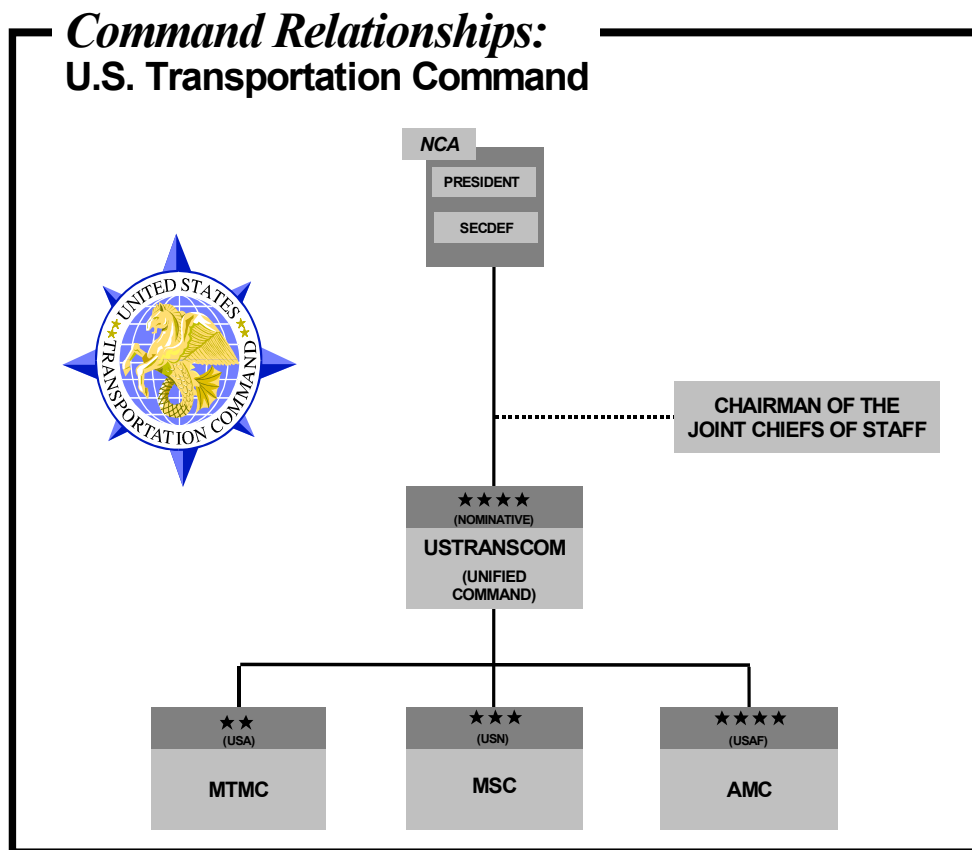 Command Relationships:
U.S. Transportation Command
NCA
PRESIDENT
SECDEF
UNITED STATES
TRANSPORTATION COMMAND
CHAIRMAN OF THE
JOINT CHIEFS OF STAFF
★★★★
(NOMINATIVE)
USTRANSCOM
(UNIFIED
COMMAND)
★★
(USA)
MTMC
★★★
(USN)
MSC
★★★★
(USAF)
AMC